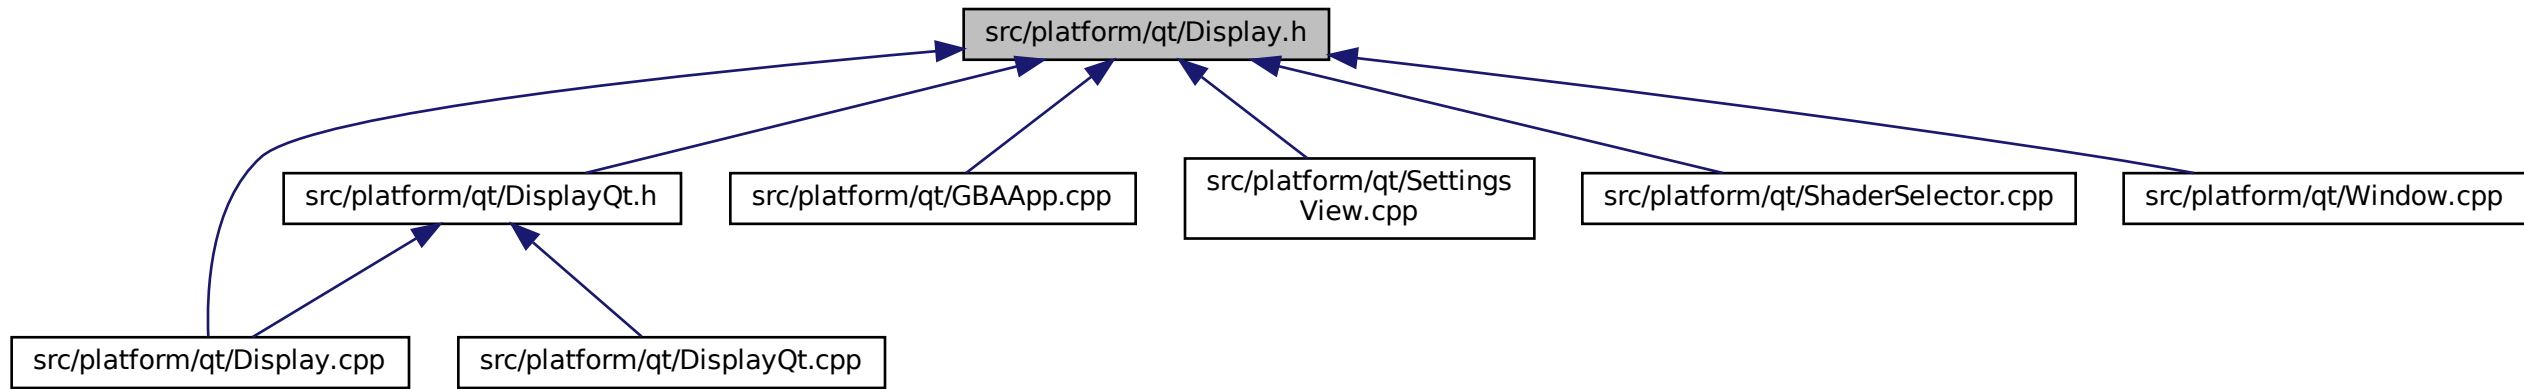 src/platform/qt/Display.h
src/platform/qt/DisplayQt.h
src/platform/qt/GBAApp.cpp
src/platform/qt/Settings
View.cpp
src/platform/qt/ShaderSelector.cpp
src/platform/qt/Window.cpp
src/platform/qt/Display.cpp
src/platform/qt/DisplayQt.cpp